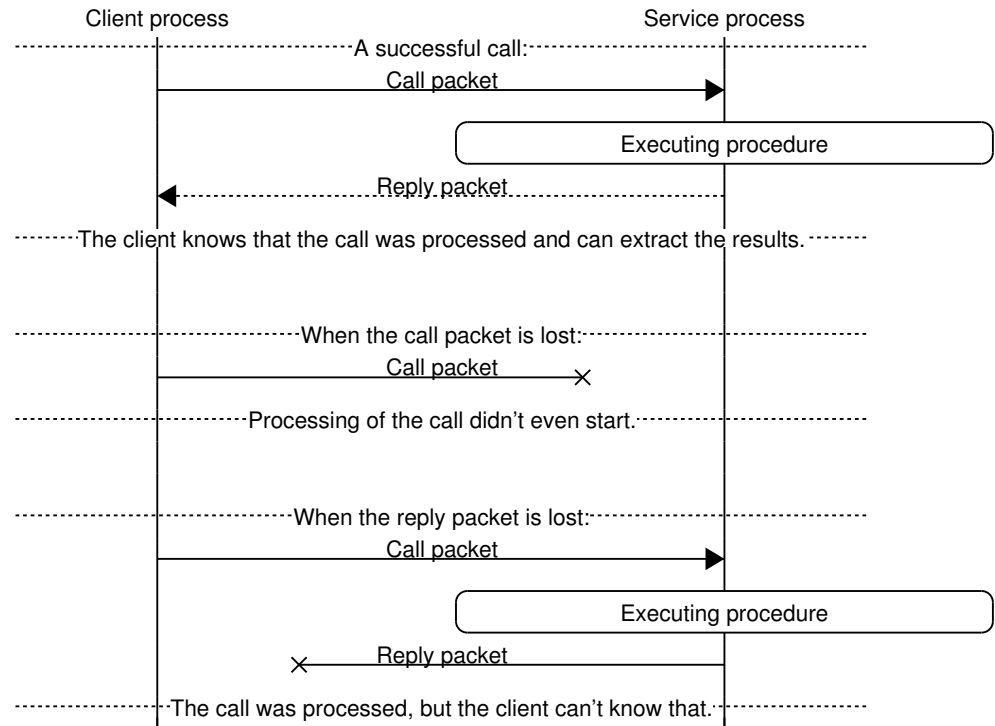 Client process
Service process
A successful call:
Call packet
Executing procedure
Reply packet
The client knows that the call was processed and can extract the results.
When the call packet is lost:
Call packet
Processing of the call didn't even start.
When the reply packet is lost:
Call packet
Executing procedure
Reply packet
The call was processed, but the client can't know that.